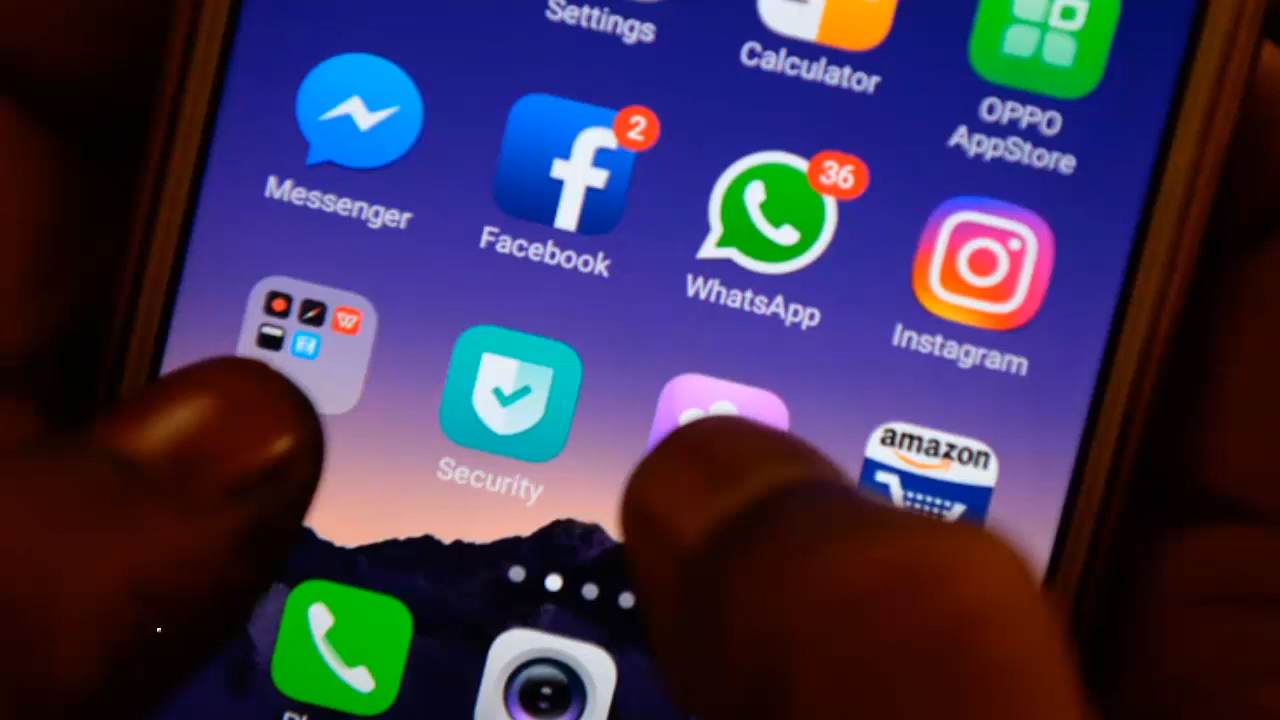 Settings
Calculator
OPPO
AppStore
Messenger
2
Facebook
36
WhatsApp
Instagram
Security
amazon